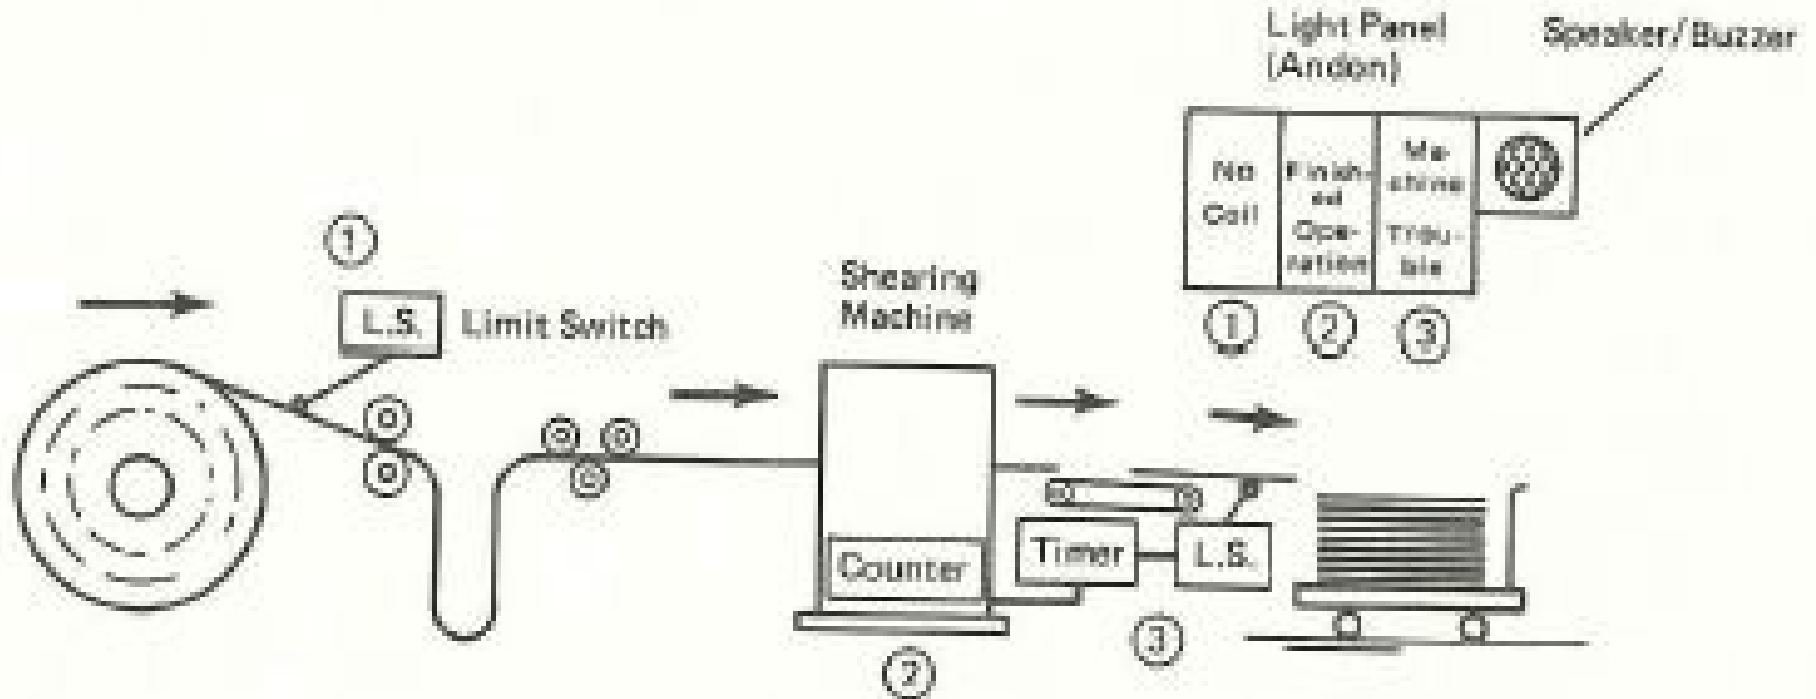 Light Panel
(Andon)
Speaker/Buzzer
No
Coil
Finish-
ed
Ope-
ration
Ma-
chine
Trou-
ble
1
2
3
1
L.S.
Limit Switch
Shearing
Machine
Counter
Timer
L.S.
2
3